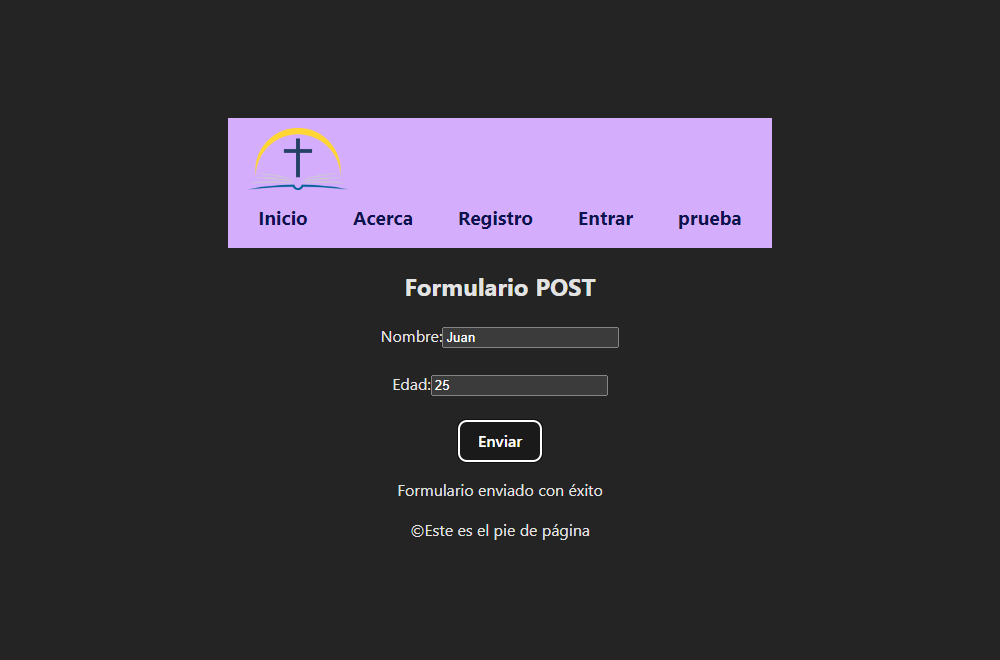 Inicio Acerca Registro Entrar prueba
Formulario POST
Nombre: Juan
Edad: 25
Enviar
Formulario enviado con éxito
©Este es el pie de página